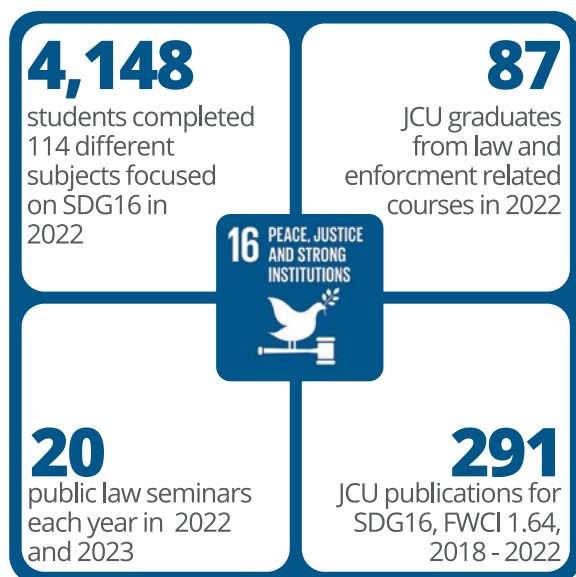 4,148
students completed
114 different
subjects focused
on SDG16 in
2022
87
JCU graduates
from law and
enforcment related
courses in 2022
16 PEACE, JUSTICE
AND STRONG
INSTITUTIONS
20
public law seminars
each year in 2022
and 2023
291
JCU publications for
SDG16, FWCI 1.64,
2018 - 2022